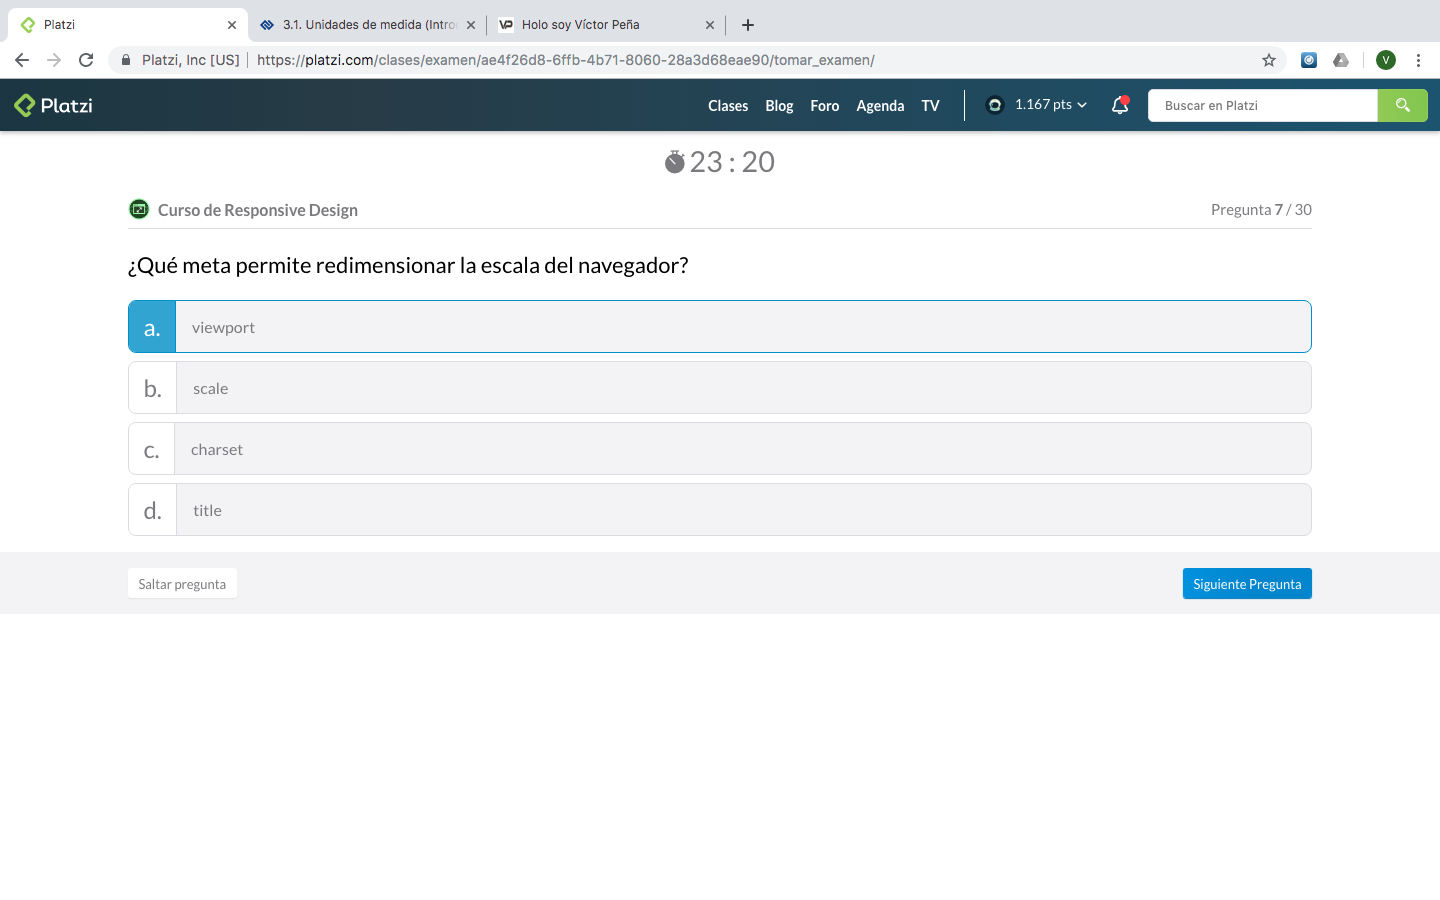 Platzi
3.1. Unidades de medida (Intro
Holo soy Víctor Peña
Platzi, Inc [US]
https://platzi.com/clases/examen/ae4f26d8-6ffb-4b71-8060-28a3d68eae90/tomar_examen/
V
Platzi
Clases
Blog
Foro
Agenda
TV
1.167 pts
Buscar en Platzi
23 : 20
Curso de Responsive Design
Pregunta 7 / 30
¿Qué meta permite redimensionar la escala del navegador?
a. viewport
b. scale
c. charset
d. title
Saltar pregunta
Siguiente Pregunta